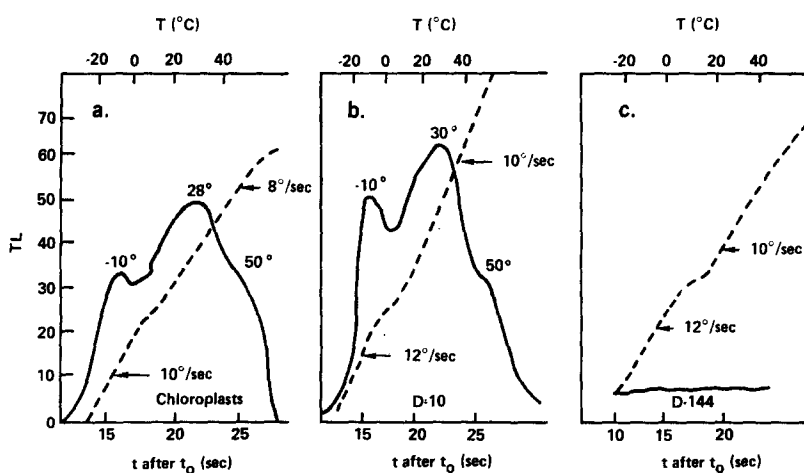 T (°C)
-20 0 20 40
a.
TL
70
60
50
40
30
20
10
0
-10°
28°
50°
8°/sec
10°/sec
Chloroplasts
15 20 25
t after t₀ (sec)
T (°C)
-20 0 20 40
b.
-10°
30°
50°
10°/sec
12°/sec
D-10
15 20 25
t after t₀ (sec)
T (°C)
-20 0 20 40
c.
10°/sec
12°/sec
D-144
10 15 20
t after t₀ (sec)